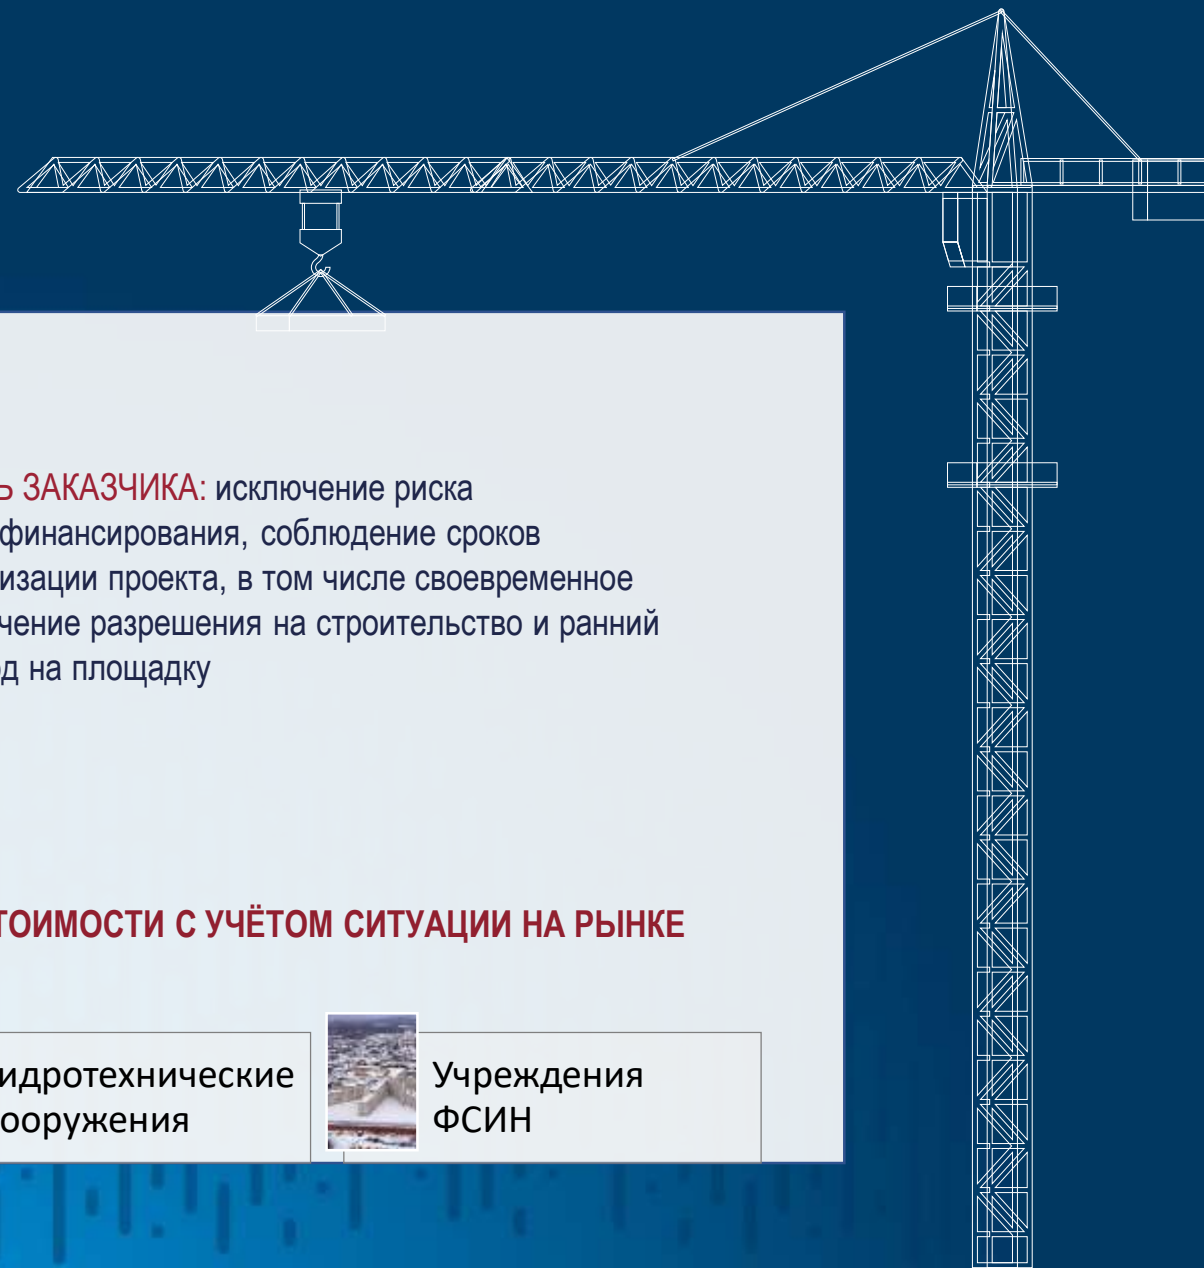 Ь ЗАКАЗЧИКА: исключение риска
финансирования, соблюдение сроков
изации проекта, в том числе своевременное
чение разрешения на строительство и ранний
од на площадку
ТОИМОСТИ С УЧЁТОМ СИТУАЦИИ НА РЫНКЕ
идротехнические
ооружения
Учреждения
ФСИН